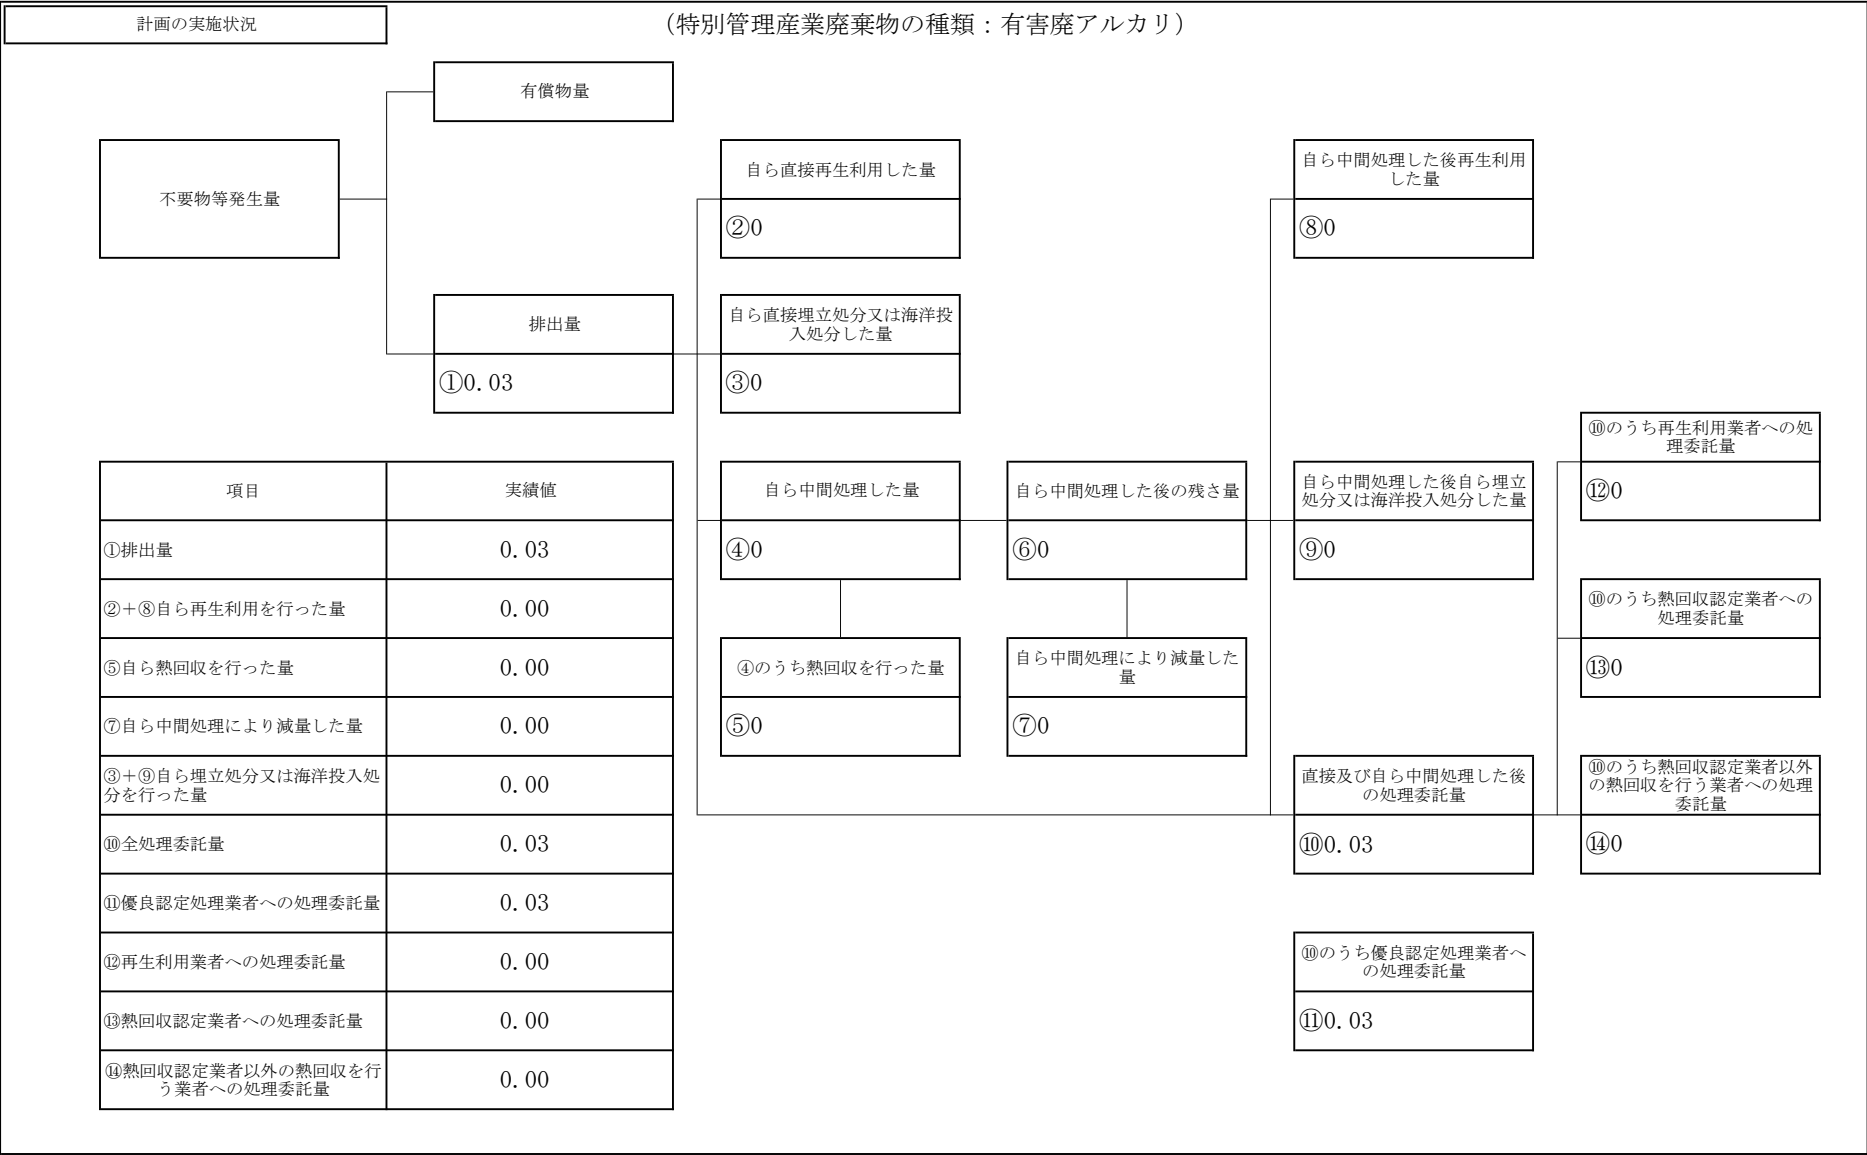 計画の実施状況
（特別管理産業廃棄物の種類：有害廃アルカリ）
有償物量
不要物等発生量
自ら直接再生利用した量
②0
自ら中間処理した後再生利用
した量
⑧0
排出量
①0.03
自ら直接埋立処分又は海洋投
入処分した量
③0
⑩のうち再生利用業者への処
理委託量
⑫0
項目 実績値
①排出量 0.03
②＋⑧自ら再生利用を行った量 0.00
⑤自ら熱回収を行った量 0.00
⑦自ら中間処理により減量した量 0.00
③＋⑨自ら埋立処分又は海洋投入処
分を行った量 0.00
⑩全処理委託量 0.03
⑪優良認定処理業者への処理委託量 0.03
⑫再生利用業者への処理委託量 0.00
⑬熱回収認定業者への処理委託量 0.00
⑭熱回収認定業者以外の熱回収を行
う業者への処理委託量 0.00
自ら中間処理した量
④0
自ら中間処理した後の残さ量
⑥0
自ら中間処理した後自ら埋立
処分又は海洋投入処分した量
⑨0
④のうち熱回収を行った量
⑤0
自ら中間処理により減量した
量
⑦0
⑩のうち熱回収認定業者への
処理委託量
⑬0
直接及び自ら中間処理した後
の処理委託量
⑩0.03
⑩のうち熱回収認定業者以外
の熱回収を行う業者への処理
委託量
⑭0
⑩のうち優良認定処理業者へ
の処理委託量
⑪0.03